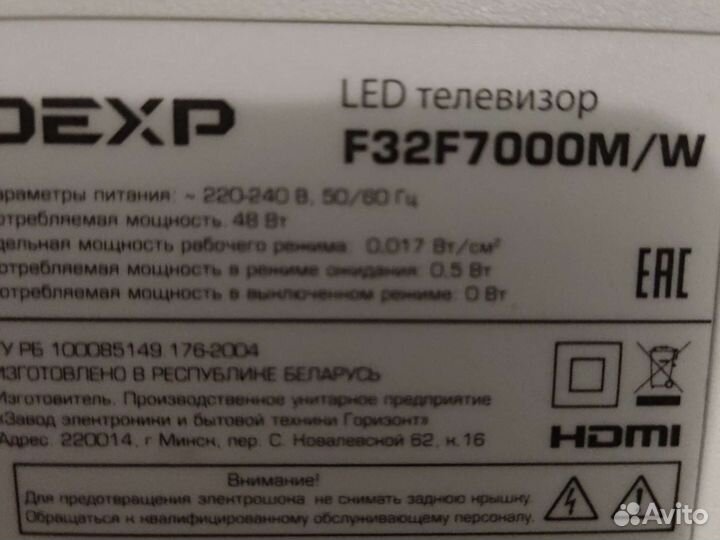 DEXP
LED телевизор
F32F7000M/W
араметры питания: ~ 220-240 В, 50/60 Гц
отребляемая мощность: 48 Вт
дельная мощность рабочего режима: 0.017 Вт/см²
отребляемая мощность в режиме ожидания: 0.5 Вт
отребляемая мощность в выключенном режиме: 0 Вт
EAC
ТУ РБ 100085149.176-2004
ИЗГОТОВЛЕНО В РЕСПУБЛИКЕ БЕЛАРУСЬ
Изготовитель: Производственное унитарное предприятие
«Завод электроники и бытовой техники Горизонт»
Адрес: 220014, г Минск, пер. С. Ковалевской 62, к.16
HDMI
Внимание!
Для предотвращения электрошока не снимать заднюю крышку.
Обращаться к квалифицированному обслуживающему персоналу.
Avito